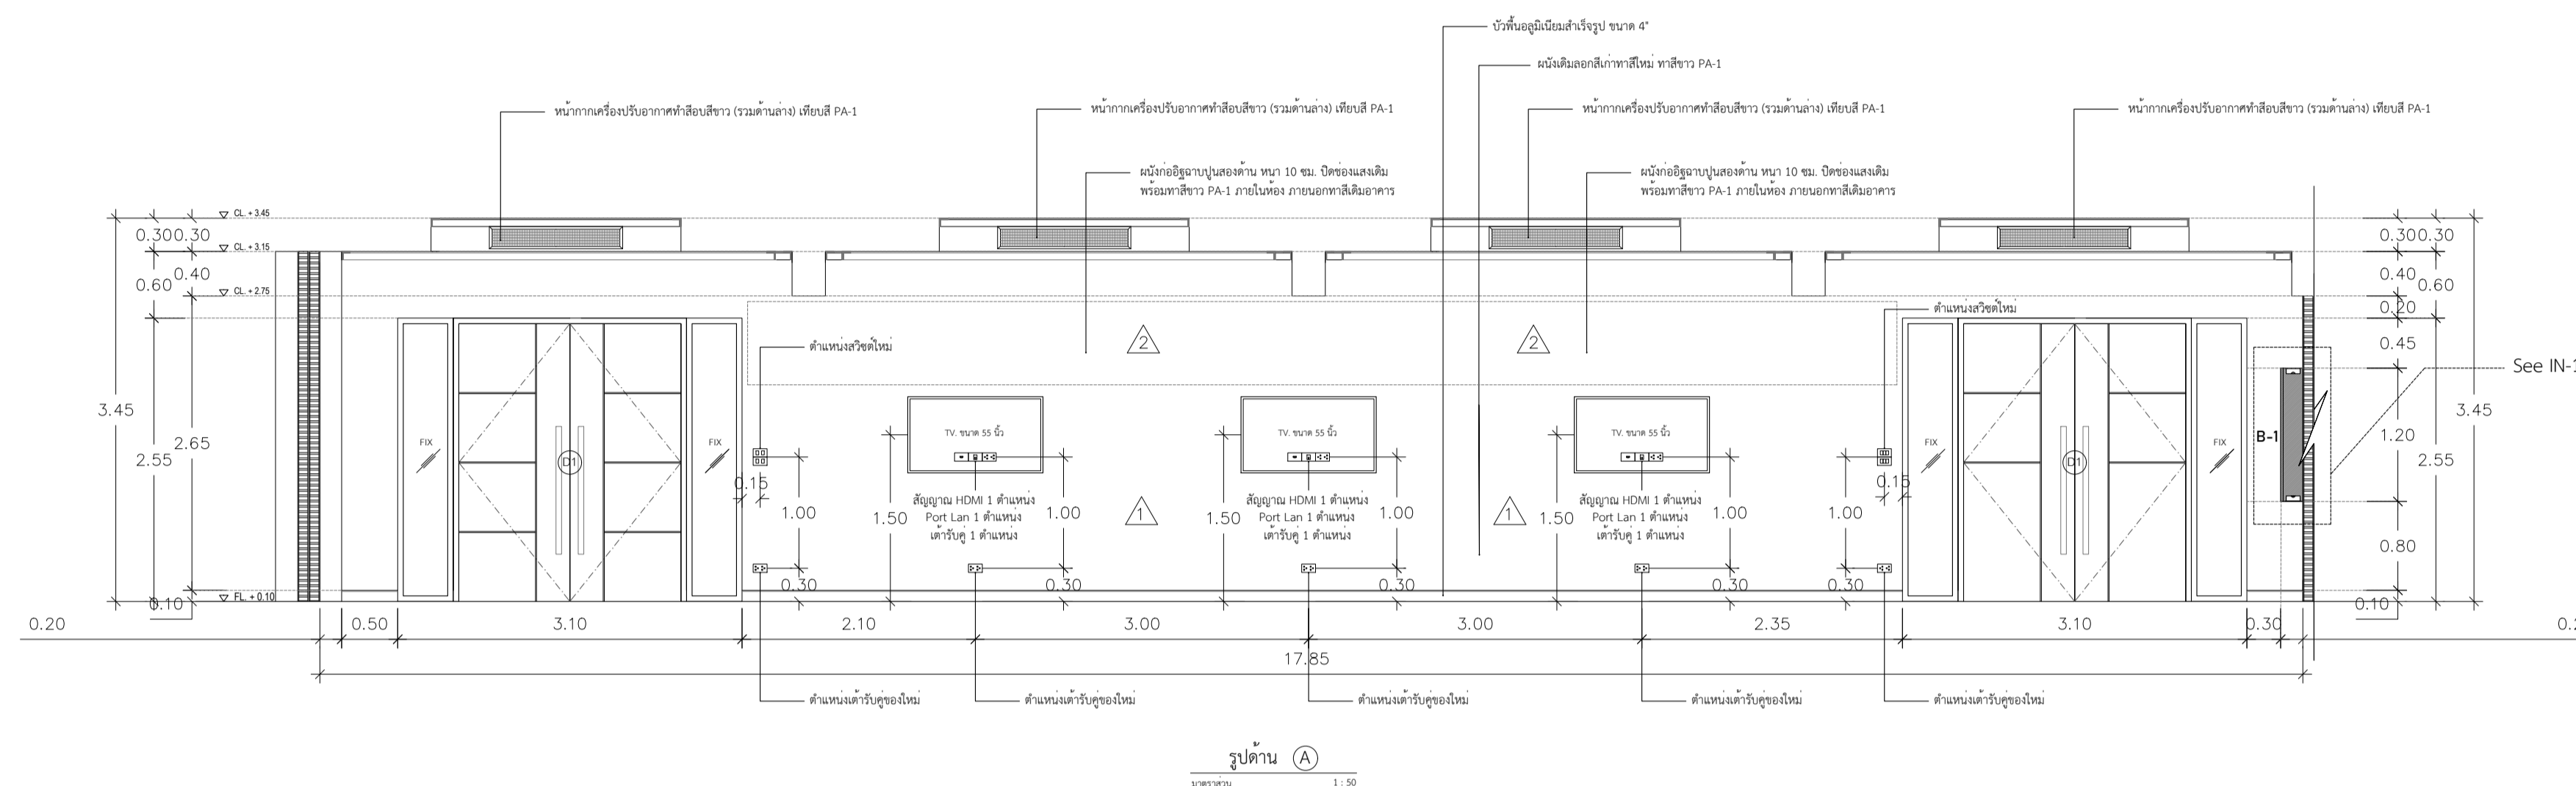 บัวพื้นอลูมิเนียมสำเร็จรูป ขนาด 4"
ผนังเดิมลอกสีเก่าทาสีใหม่ ทาสีขาว PA-1
หน้ากากเครื่องปรับอากาศทำสีอบสีขาว (รวมด้านล่าง) เทียบสี PA-1
หน้ากากเครื่องปรับอากาศทำสีอบสีขาว (รวมด้านล่าง) เทียบสี PA-1
หน้ากากเครื่องปรับอากาศทำสีอบสีขาว (รวมด้านล่าง) เทียบสี PA-1
หน้ากากเครื่องปรับอากาศทำสีอบสีขาว (รวมด้านล่าง) เทียบสี PA-1
ผนังก่ออิฐฉาบปูนสองด้าน หนา 10 ซม. ปิดช่องแสงเดิม
พร้อมทาสีขาว PA-1 ภายในห้อง ภายนอกทาสีเดิมอาคาร
ผนังก่ออิฐฉาบปูนสองด้าน หนา 10 ซม. ปิดช่องแสงเดิม
พร้อมทาสีขาว PA-1 ภายในห้อง ภายนอกทาสีเดิมอาคาร
CL. + 3.45
0.30 0.30
CL. + 3.15
0.60 0.40
CL. + 2.75
3.45
2.55
2.65
0.10
FL. + 0.10
FIX
D1
FIX
ตำแหน่งสวิซต์ใหม่
2
2
ตำแหน่งสวิซต์ใหม่
TV. ขนาด 55 นิ้ว
TV. ขนาด 55 นิ้ว
TV. ขนาด 55 นิ้ว
0.15
1.00
0.30
1.50
สัญญาณ HDMI 1 ตำแหน่ง
Port Lan 1 ตำแหน่ง
เต้ารับคู่ 1 ตำแหน่ง
1.00
0.30
1
1.50
สัญญาณ HDMI 1 ตำแหน่ง
Port Lan 1 ตำแหน่ง
เต้ารับคู่ 1 ตำแหน่ง
1.00
0.30
1
1.50
สัญญาณ HDMI 1 ตำแหน่ง
Port Lan 1 ตำแหน่ง
เต้ารับคู่ 1 ตำแหน่ง
1.00
0.30
1.00
0.30
0.15
FIX
D1
FIX
B-1
See IN-1
0.30 0.30
0.40
0.60
0.20
0.45
1.20
0.80
0.10
2.55
3.45
0.20 0.50 3.10 2.10 3.00 3.00 2.35 3.10 0.30 0.2
17.85
ตำแหน่งเต้ารับคู่ของใหม่
ตำแหน่งเต้ารับคู่ของใหม่
ตำแหน่งเต้ารับคู่ของใหม่
ตำแหน่งเต้ารับคู่ของใหม่
ตำแหน่งเต้ารับคู่ของใหม่
รูปด้าน A
มาตราส่วน 1 : 50